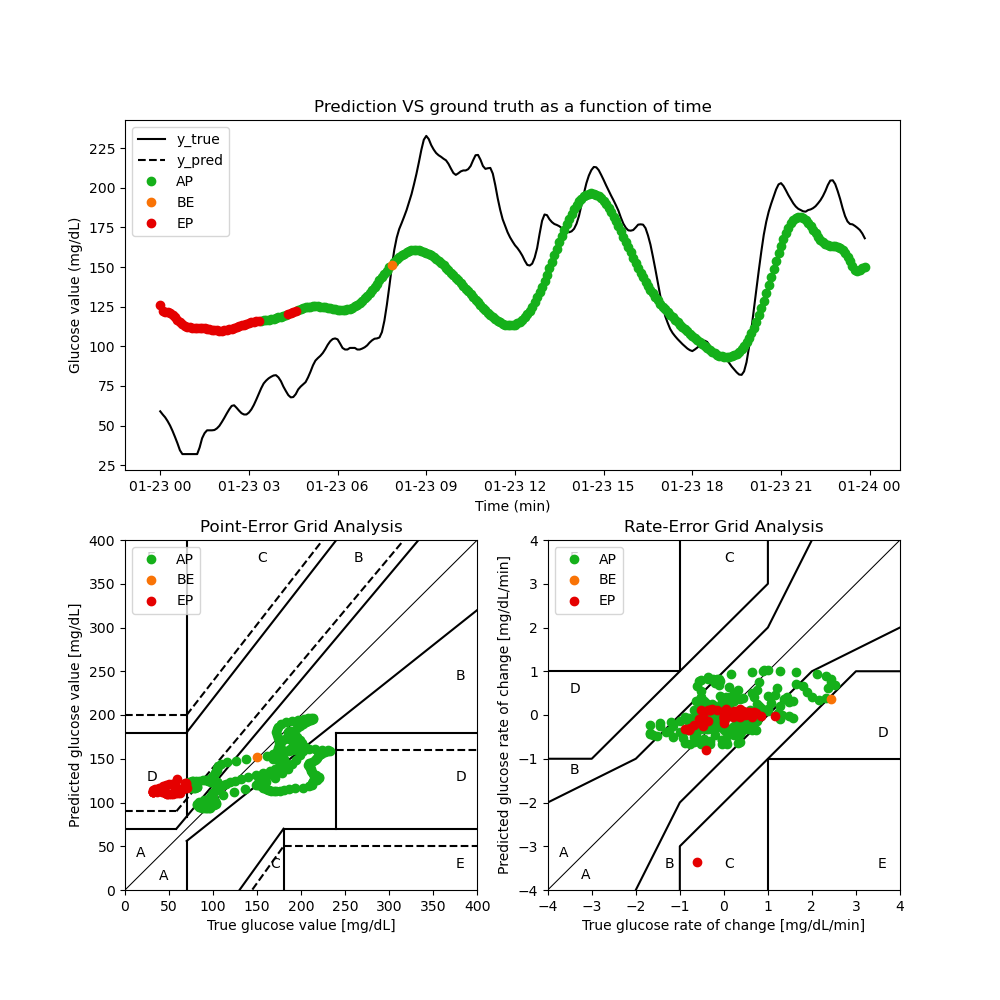 Prediction VS ground truth as a function of time
Glucose value (mg/dL)
225
200
175
150
125
100
75
50
25
y_true
y_pred
AP
BE
EP
01-23 00 01-23 03 01-23 06 01-23 09 01-23 12 01-23 15 01-23 18 01-23 21 01-24 00
Time (min)
Point-Error Grid Analysis
Predicted glucose value [mg/dL]
400
350
300
250
200
150
100
50
0
AP
BE
EP
C
B
B
D
D
A
A
C
E
0 50 100 150 200 250 300 350 400
True glucose value [mg/dL]
Rate-Error Grid Analysis
Predicted glucose rate of change [mg/dL/min]
4
3
2
1
0
−1
−2
−3
−4
AP
BE
EP
C
D
D
B
A
A
B
C
E
−4 −3 −2 −1 0 1 2 3 4
True glucose rate of change [mg/dL/min]